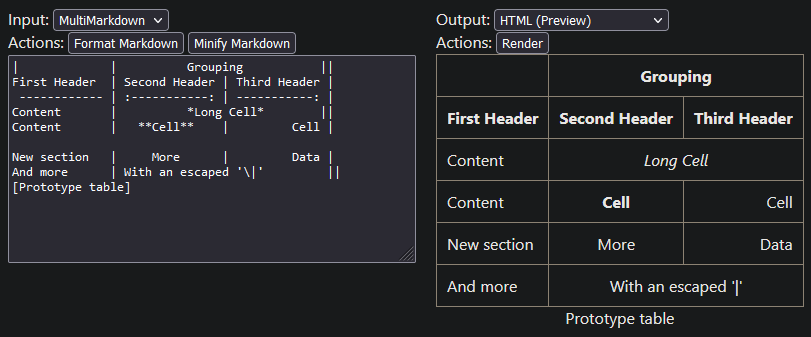 Input: MultiMarkdown
Actions: Format Markdown Minify Markdown
|             |          Grouping           ||
First Header  | Second Header | Third Header |
 ------------ | :-----------: | -----------: |
Content       |          *Long Cell*        ||
Content       |   **Cell**    |         Cell |

New section   |     More      |         Data |
And more      | With an escaped '\|'         ||
[Prototype table]
Output: HTML (Preview)
Actions: Render
Grouping
First Header Second Header Third Header
Content Long Cell
Content Cell Cell
New section More Data
And more With an escaped '|'
Prototype table